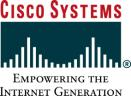 CISCO SYSTEMS
®
EMPOWERING THE
INTERNET GENERATION